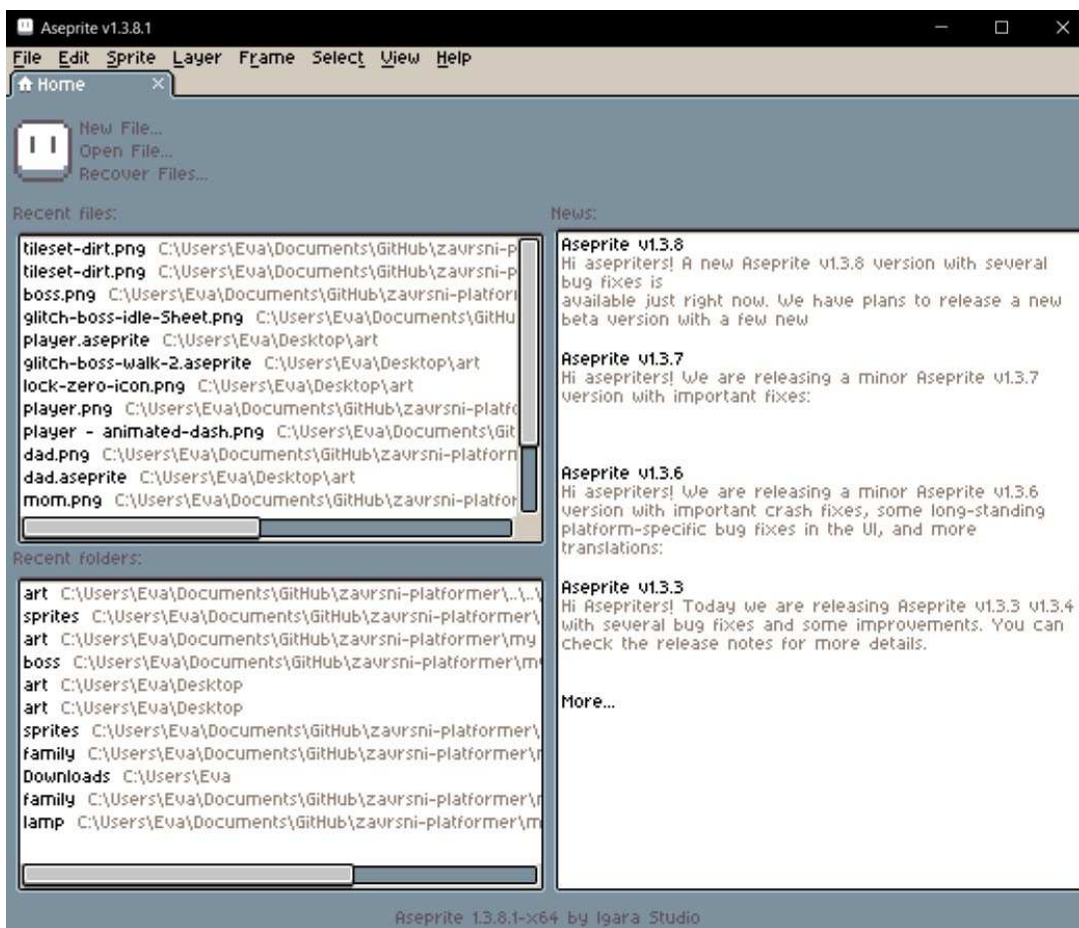 Aseprite v1.3.8.1
File Edit Sprite Layer Frame Select View Help
Home
New File...
Open File...
Recover Files...
Recent files:
tileset-dirt.png C:\Users\Eva\Documents\GitHub\zavrsni-p
tileset-dirt.png C:\Users\Eva\Documents\GitHub\zavrsni-p
boss.png C:\Users\Eva\Documents\GitHub\zavrsni-platfor
glitch-boss-idle-Sheet.png C:\Users\Eva\Documents\GitHu
player.aseprite C:\Users\Eva\Desktop\art
glitch-boss-walk-2.aseprite C:\Users\Eva\Desktop\art
lock-zero-icon.png C:\Users\Eva\Desktop\art
player.png C:\Users\Eva\Documents\GitHub\zavrsni-platfo
player - animated-dash.png C:\Users\Eva\Documents\Git
dad.png C:\Users\Eva\Documents\GitHub\zavrsni-platform
dad.aseprite C:\Users\Eva\Desktop\art
mom.png C:\Users\Eva\Documents\GitHub\zavrsni-platfor
Recent folders:
art C:\Users\Eva\Documents\GitHub\zavrsni-platformer\..\..\
sprites C:\Users\Eva\Documents\GitHub\zavrsni-platformer\
art C:\Users\Eva\Documents\GitHub\zavrsni-platformer\my
boss C:\Users\Eva\Documents\GitHub\zavrsni-platformer\m
art C:\Users\Eva\Desktop
art C:\Users\Eva\Desktop
sprites C:\Users\Eva\Documents\GitHub\zavrsni-platformer\
family C:\Users\Eva\Documents\GitHub\zavrsni-platformer\
Downloads C:\Users\Eva
family C:\Users\Eva\Documents\GitHub\zavrsni-platformer\
lamp C:\Users\Eva\Documents\GitHub\zavrsni-platformer\m
News:
Aseprite v1.3.8
Hi asepriters! A new Aseprite v1.3.8 version with several
bug fixes is
available just right now. We have plans to release a new
beta version with a few new
Aseprite v1.3.7
Hi asepriters! We are releasing a minor Aseprite v1.3.7
version with important fixes:
Aseprite v1.3.6
Hi asepriters! We are releasing a minor Aseprite v1.3.6
version with important crash fixes, some long-standing
platform-specific bug fixes in the UI, and more
translations:
Aseprite v1.3.3
Hi Asepriters! Today we are releasing Aseprite v1.3.3 v1.3.4
with several bug fixes and some improvements. You can
check the release notes for more details.
More...
Aseprite 1.3.8.1-x64 by Igara Studio